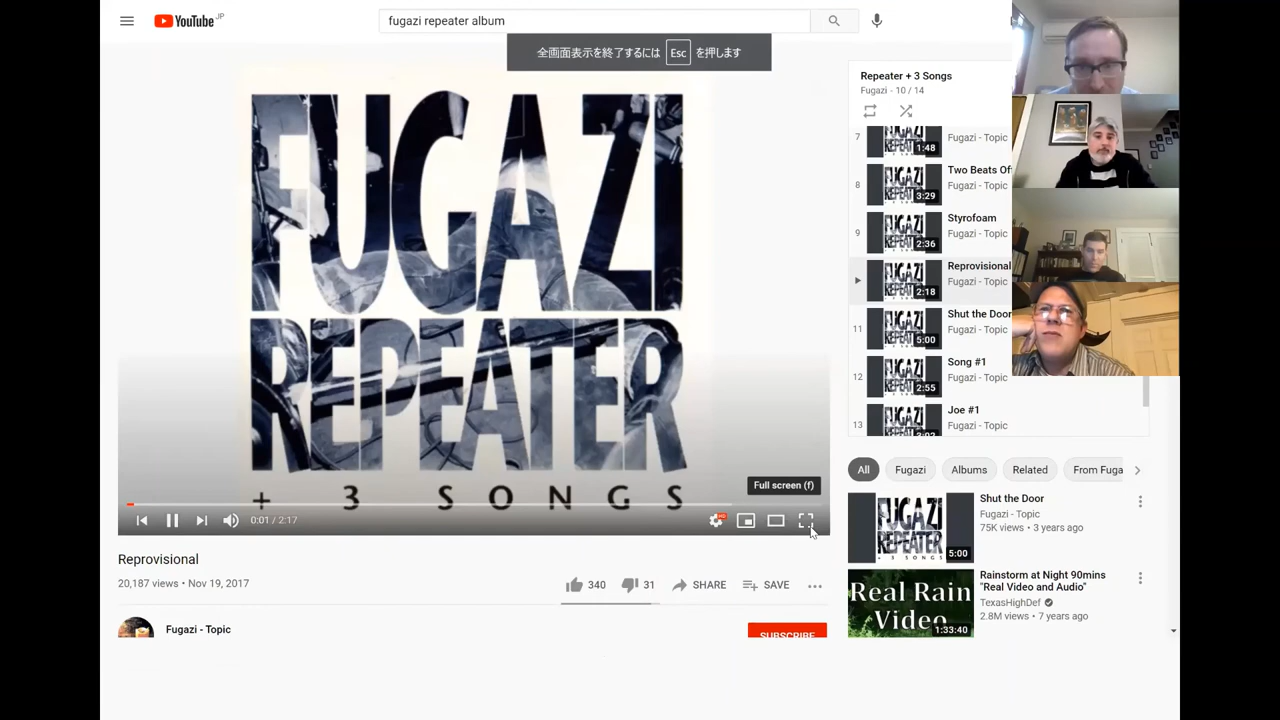 YouTube JP
fugazi repeater album
全画面表示を終了するには Esc を押します
FUGAZI
REPEATER
+ 3 SONGS
Full screen (f)
0:01 / 2:17
HD
Reprovisional
20,187 views • Nov 19, 2017
340
31
SHARE
SAVE
Fugazi - Topic
SUBSCRIBE
Repeater + 3 Songs
Fugazi - 10 / 14
7
1:48
Fugazi - Topic
8
3:29
Two Beats Of
Fugazi - Topic
9
2:36
Styrofoam
Fugazi - Topic
2:18
Reprovisional
Fugazi - Topic
11
5:00
Shut the Door
Fugazi - Topic
12
2:55
Song #1
Fugazi - Topic
13
Joe #1
Fugazi - Topic
All
Fugazi
Albums
Related
From Fuga
FUGAZI
5:00
Shut the Door
Fugazi - Topic
75K views • 3 years ago
Real Rain
Video
1:33:40
Rainstorm at Night 90mins
"Real Video and Audio"
TexasHighDef
2.8M views • 7 years ago